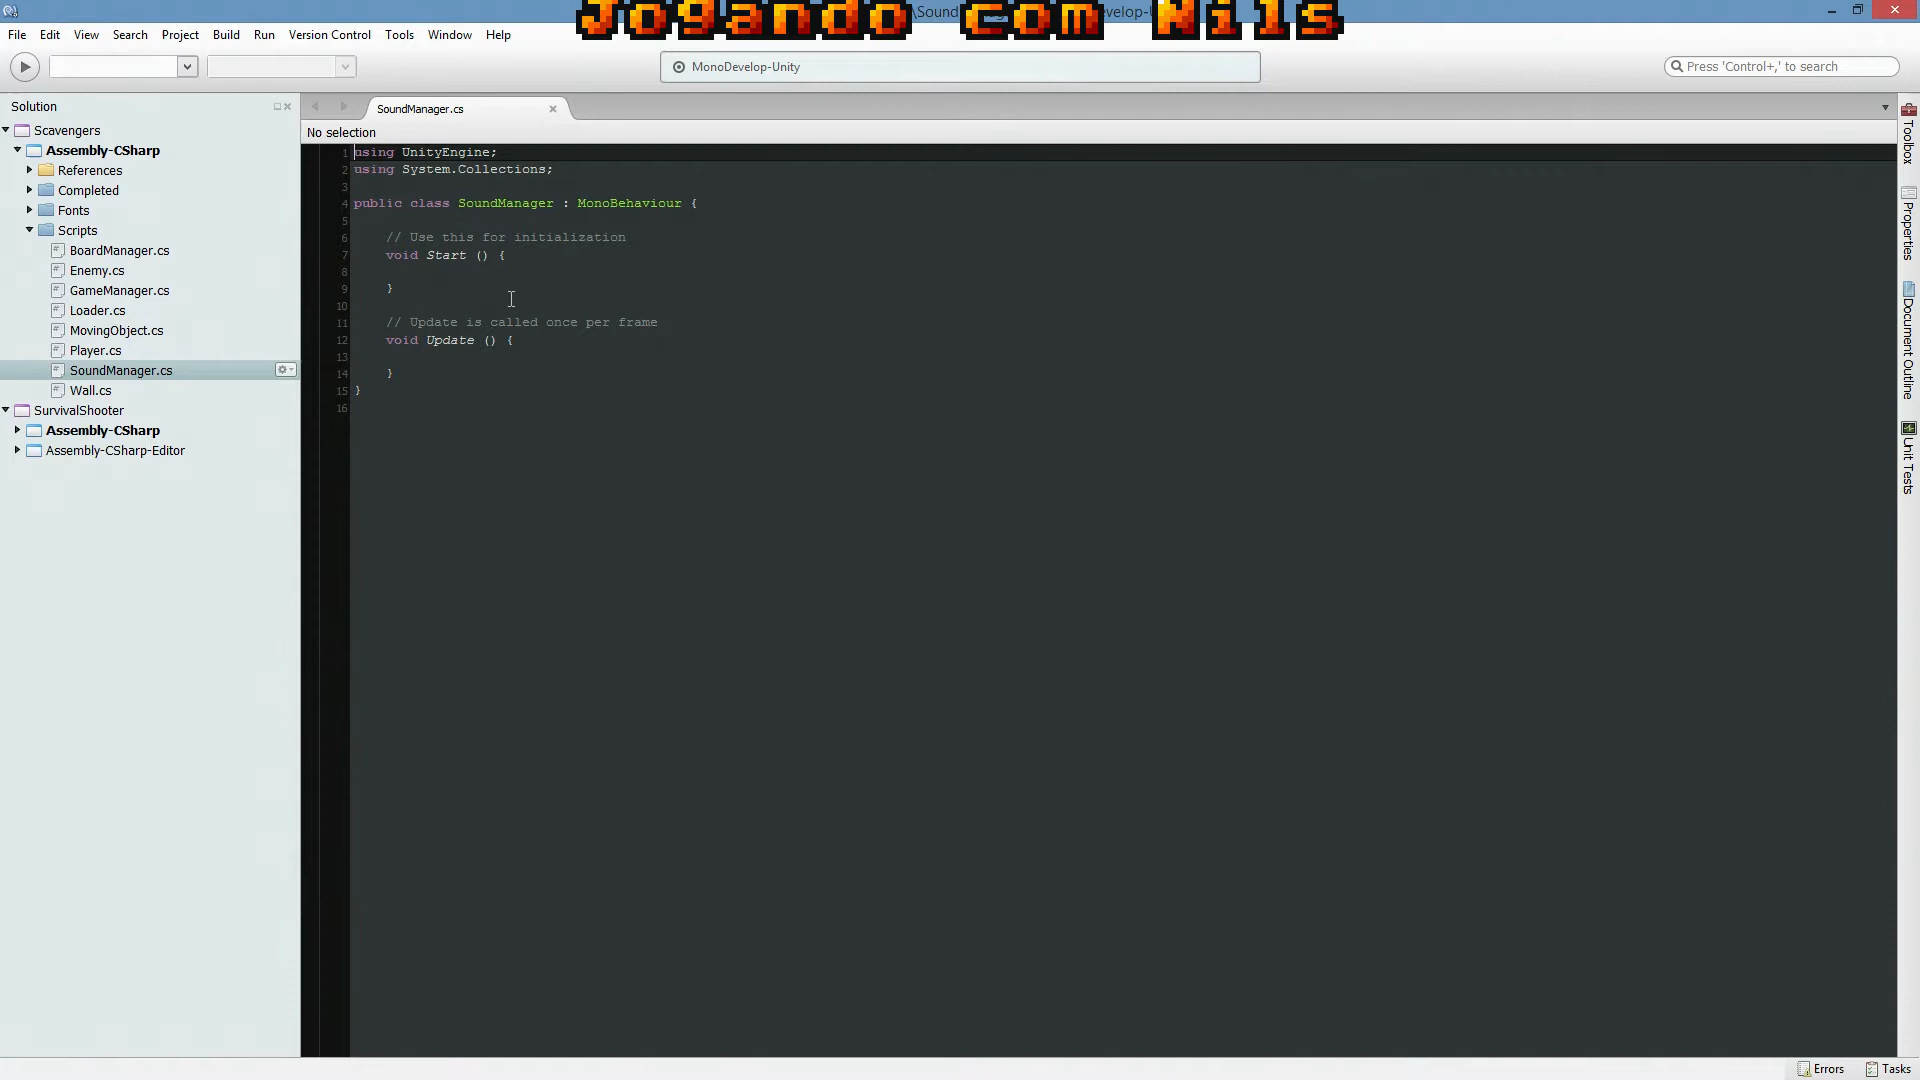 Jogando com Nils
\Sound
evelop-U
File Edit View Search Project Build Run Version Control Tools Window Help
MonoDevelop-Unity
Press 'Control+,' to search
Solution
Scavengers
Assembly-CSharp
References
Completed
Fonts
Scripts
BoardManager.cs
Enemy.cs
GameManager.cs
Loader.cs
MovingObject.cs
Player.cs
SoundManager.cs
Wall.cs
SurvivalShooter
Assembly-CSharp
Assembly-CSharp-Editor
SoundManager.cs
No selection
1 using UnityEngine;
2 using System.Collections;
3
4 public class SoundManager : MonoBehaviour {
5
6 // Use this for initialization
7 void Start () {
8
9 }
10
11 // Update is called once per frame
12 void Update () {
13
14 }
15 }
16
Toolbox
Properties
Document Outline
Unit Tests
Errors Tasks